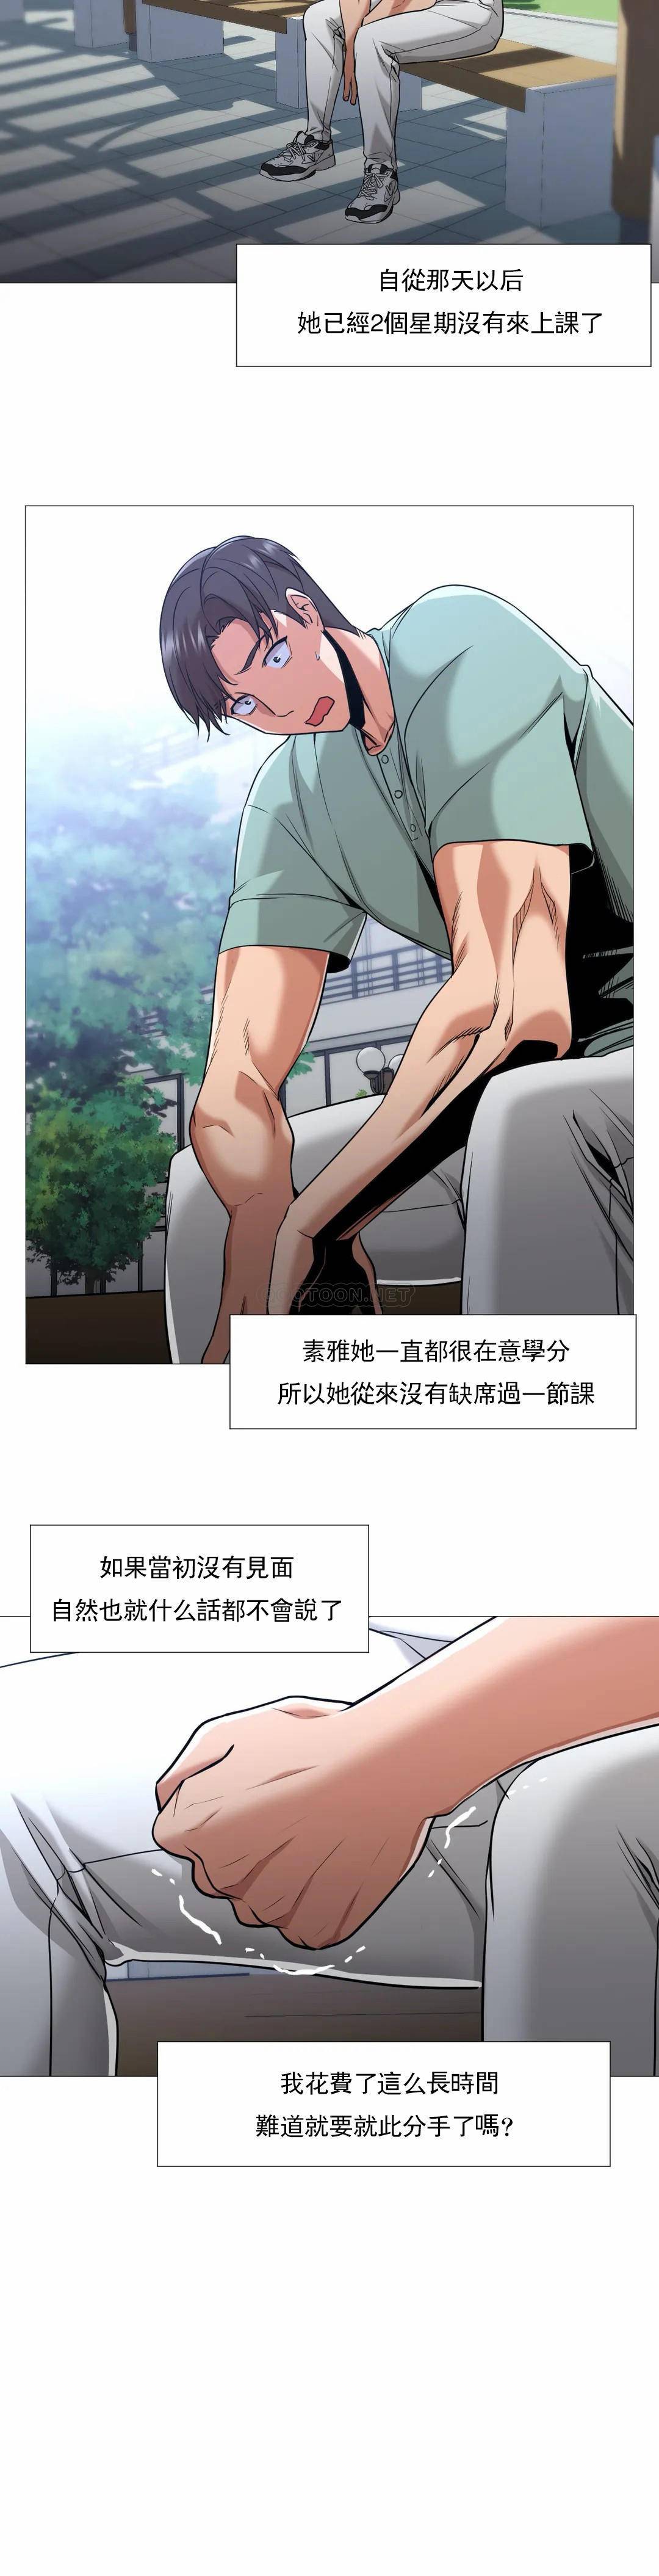 自從那天以后
她已經2個星期沒有來上課了
素雅她一直都很在意學分
所以她從來沒有缺席過一節課
如果當初沒有見面
自然也就什么話都不會說了
我花費了這么長時間
難道就要就此分手了嗎?